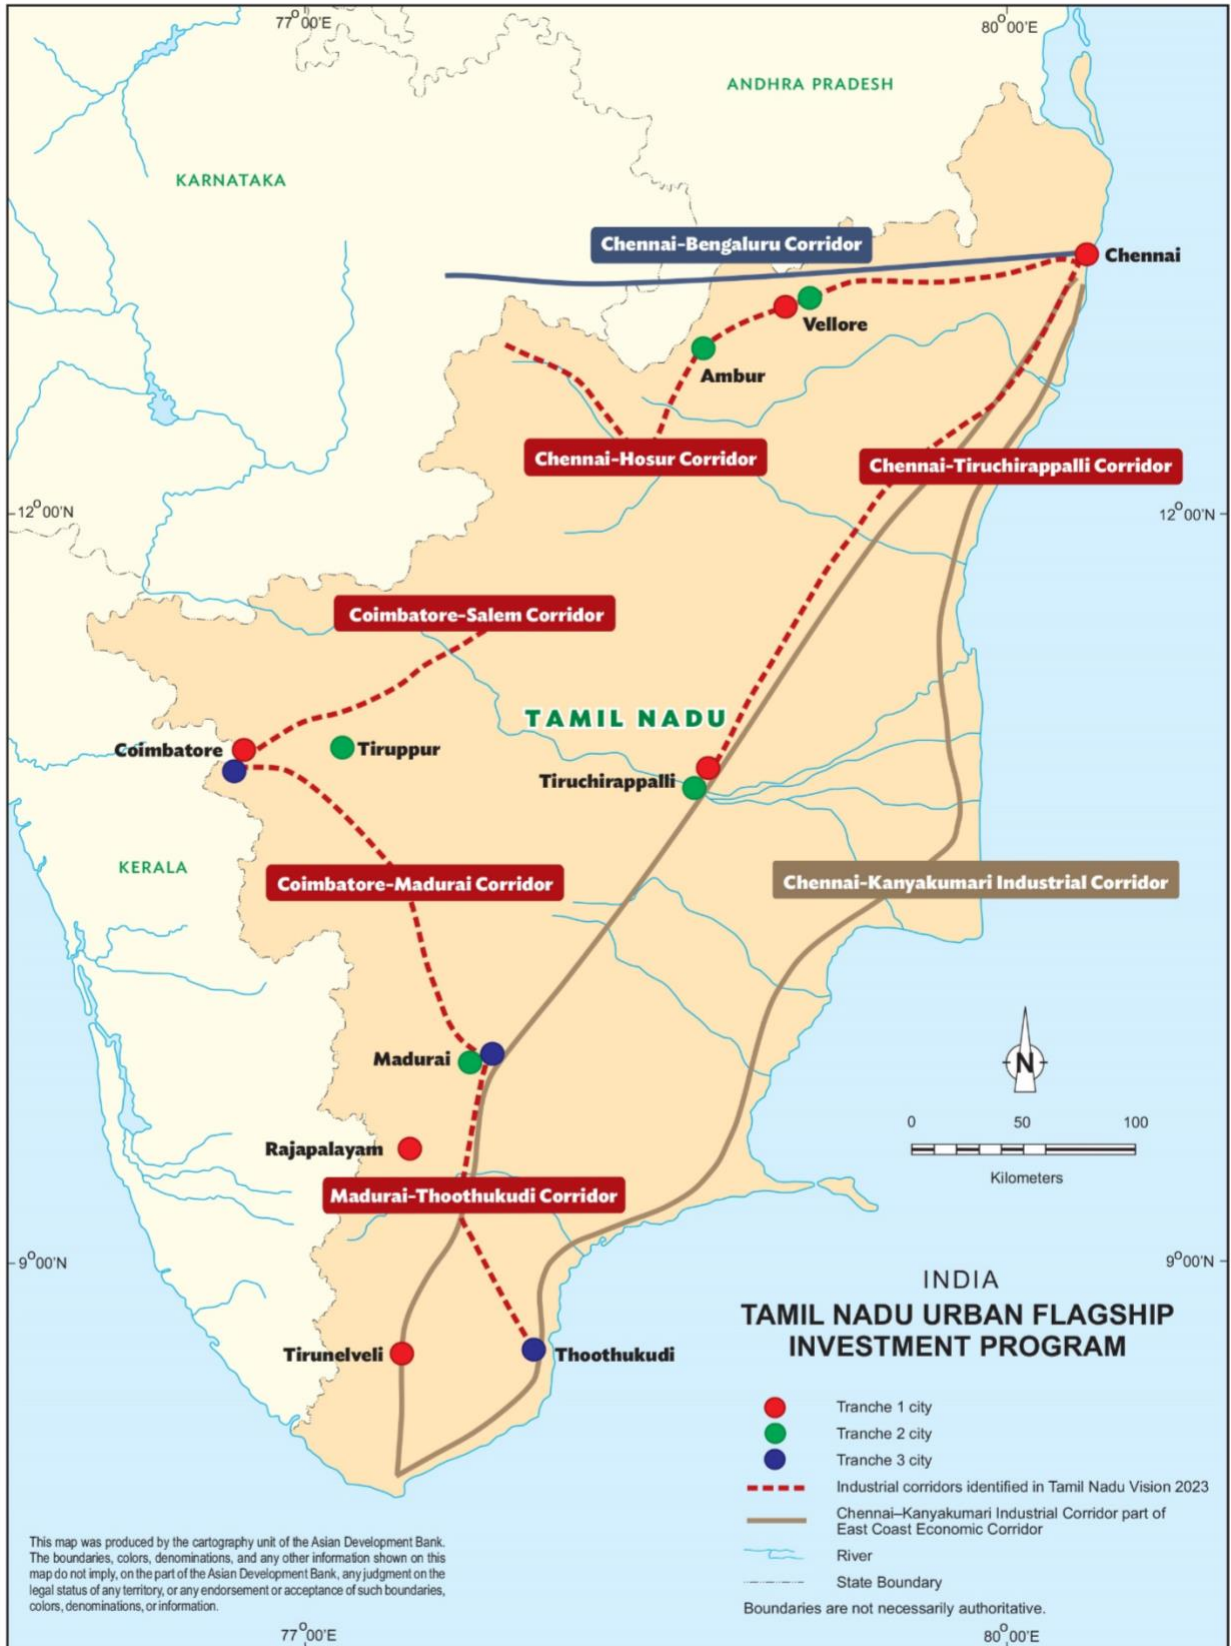 77°00'E
80°00'E
ANDHRA PRADESH
KARNATAKA
Chennai-Bengaluru Corridor
Chennai
Vellore
Ambur
Chennai-Hosur Corridor
Chennai-Tiruchirappalli Corridor
12°00'N
12°00'N
Coimbatore-Salem Corridor
TAMIL NADU
Coimbatore
Tiruppur
Tiruchirappalli
KERALA
Coimbatore-Madurai Corridor
Chennai-Kanyakumari Industrial Corridor
Madurai
N
Rajapalayam
0 50 100
Kilometers
Madurai-Thoothukudi Corridor
9°00'N
9°00'N
INDIA
TAMIL NADU URBAN FLAGSHIP
INVESTMENT PROGRAM
Tirunelveli
Thoothukudi
Tranche 1 city
Tranche 2 city
Tranche 3 city
Industrial corridors identified in Tamil Nadu Vision 2023
Chennai–Kanyakumari Industrial Corridor part of
East Coast Economic Corridor
River
State Boundary
Boundaries are not necessarily authoritative.
This map was produced by the cartography unit of the Asian Development Bank.
The boundaries, colors, denominations, and any other information shown on this
map do not imply, on the part of the Asian Development Bank, any judgment on the
legal status of any territory, or any endorsement or acceptance of such boundaries,
colors, denominations, or information.
77°00'E
80°00'E